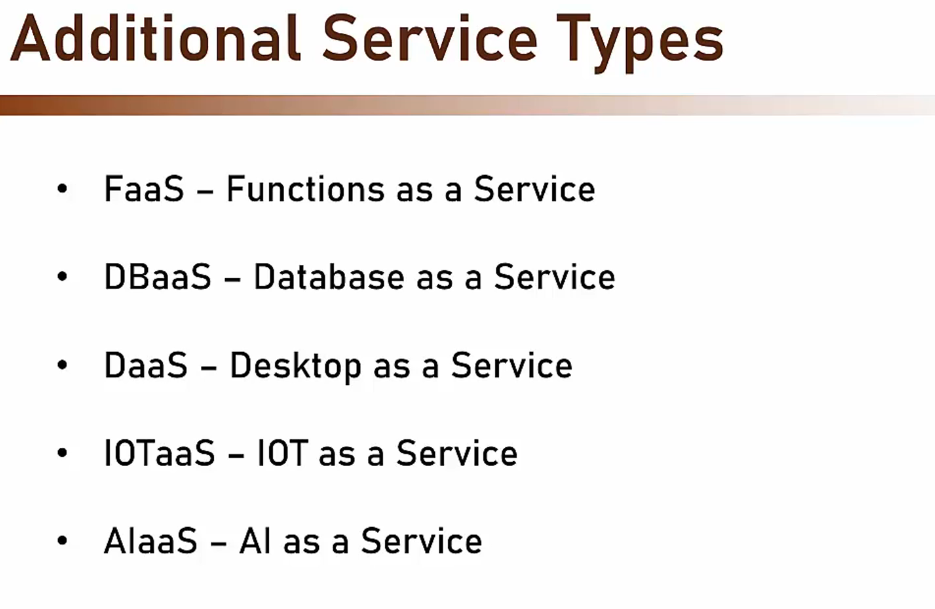 Additional Service Types
• FaaS – Functions as a Service
• DBaaS – Database as a Service
• DaaS – Desktop as a Service
• IOTaaS – IOT as a Service
• AIaaS – AI as a Service